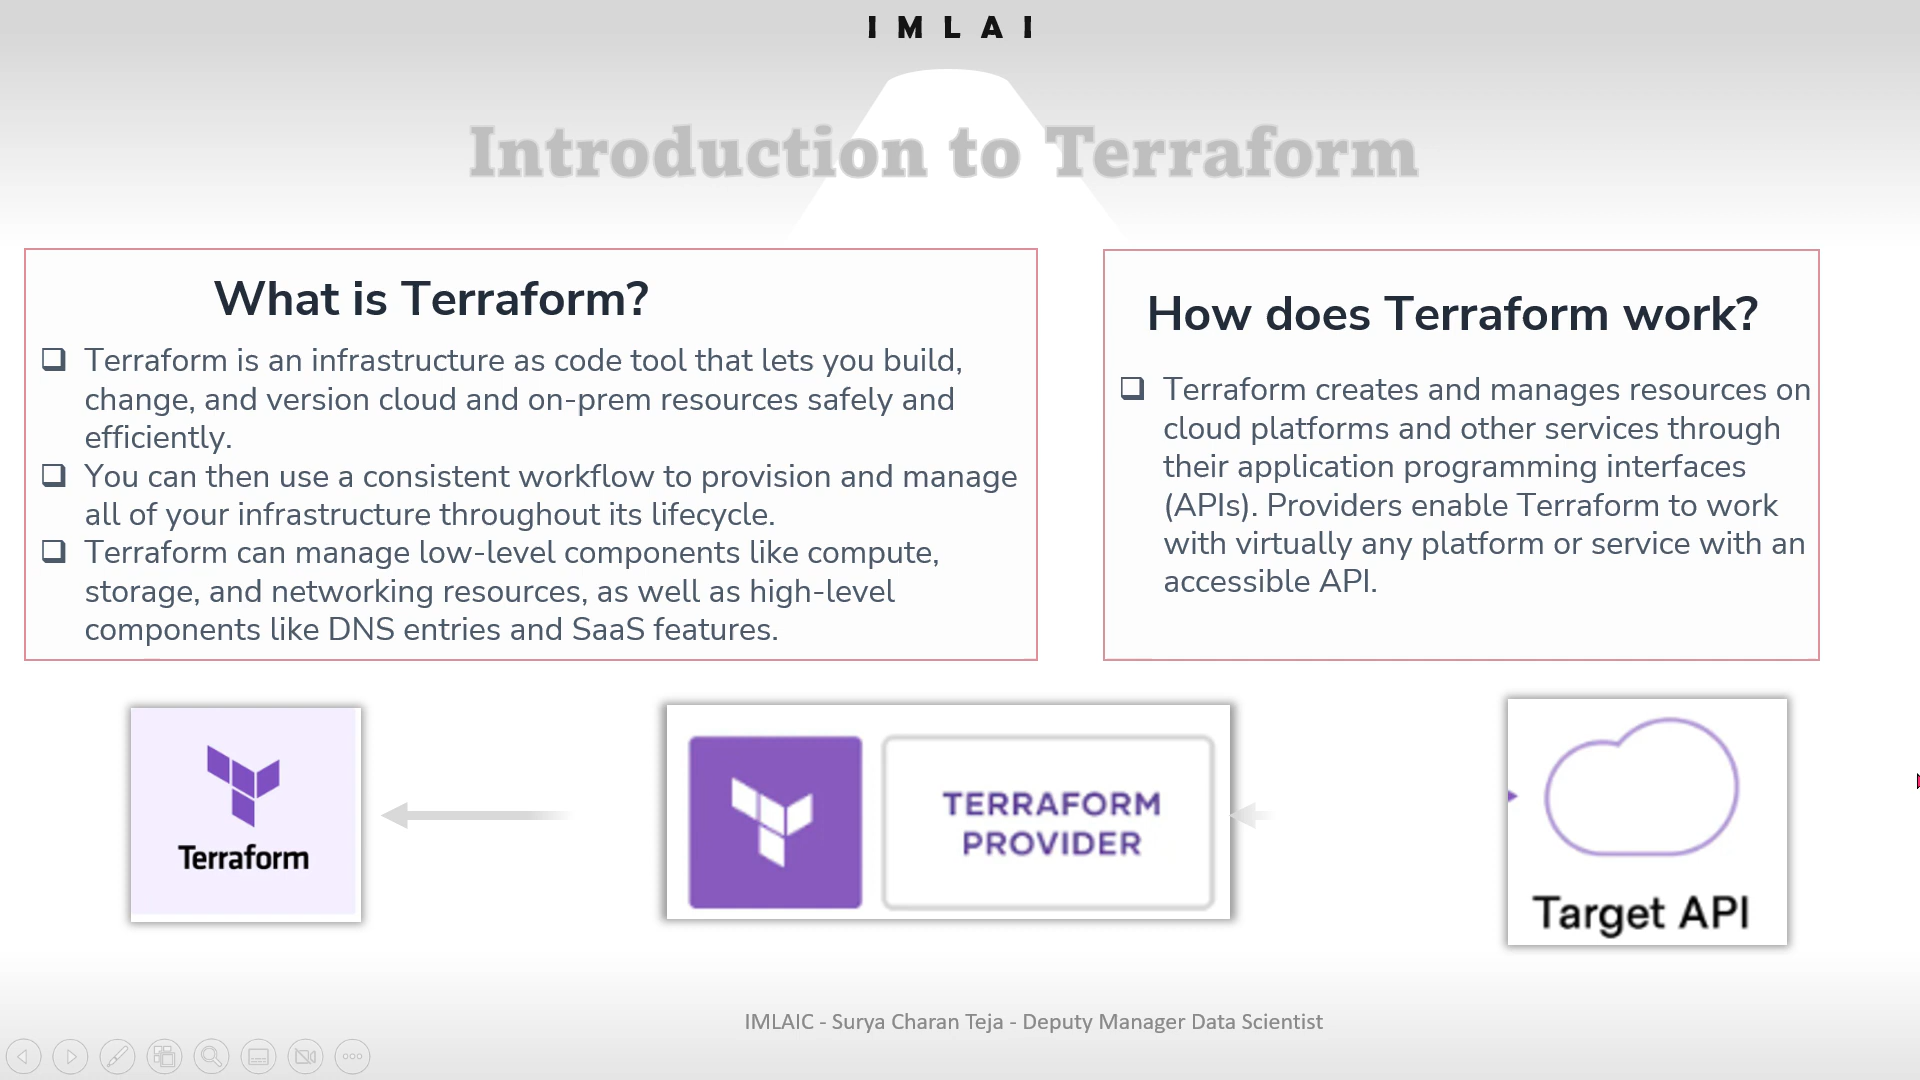 IMLAI
Introduction to Terraform
What is Terraform?
Terraform is an infrastructure as code tool that lets you build,
change, and version cloud and on-prem resources safely and
efficiently.
You can then use a consistent workflow to provision and manage
all of your infrastructure throughout its lifecycle.
Terraform can manage low-level components like compute,
storage, and networking resources, as well as high-level
components like DNS entries and SaaS features.
How does Terraform work?
Terraform creates and manages resources on
cloud platforms and other services through
their application programming interfaces
(APIs). Providers enable Terraform to work
with virtually any platform or service with an
accessible API.
Terraform
TERRAFORM
PROVIDER
Target API
IMLAIC - Surya Charan Teja - Deputy Manager Data Scientist